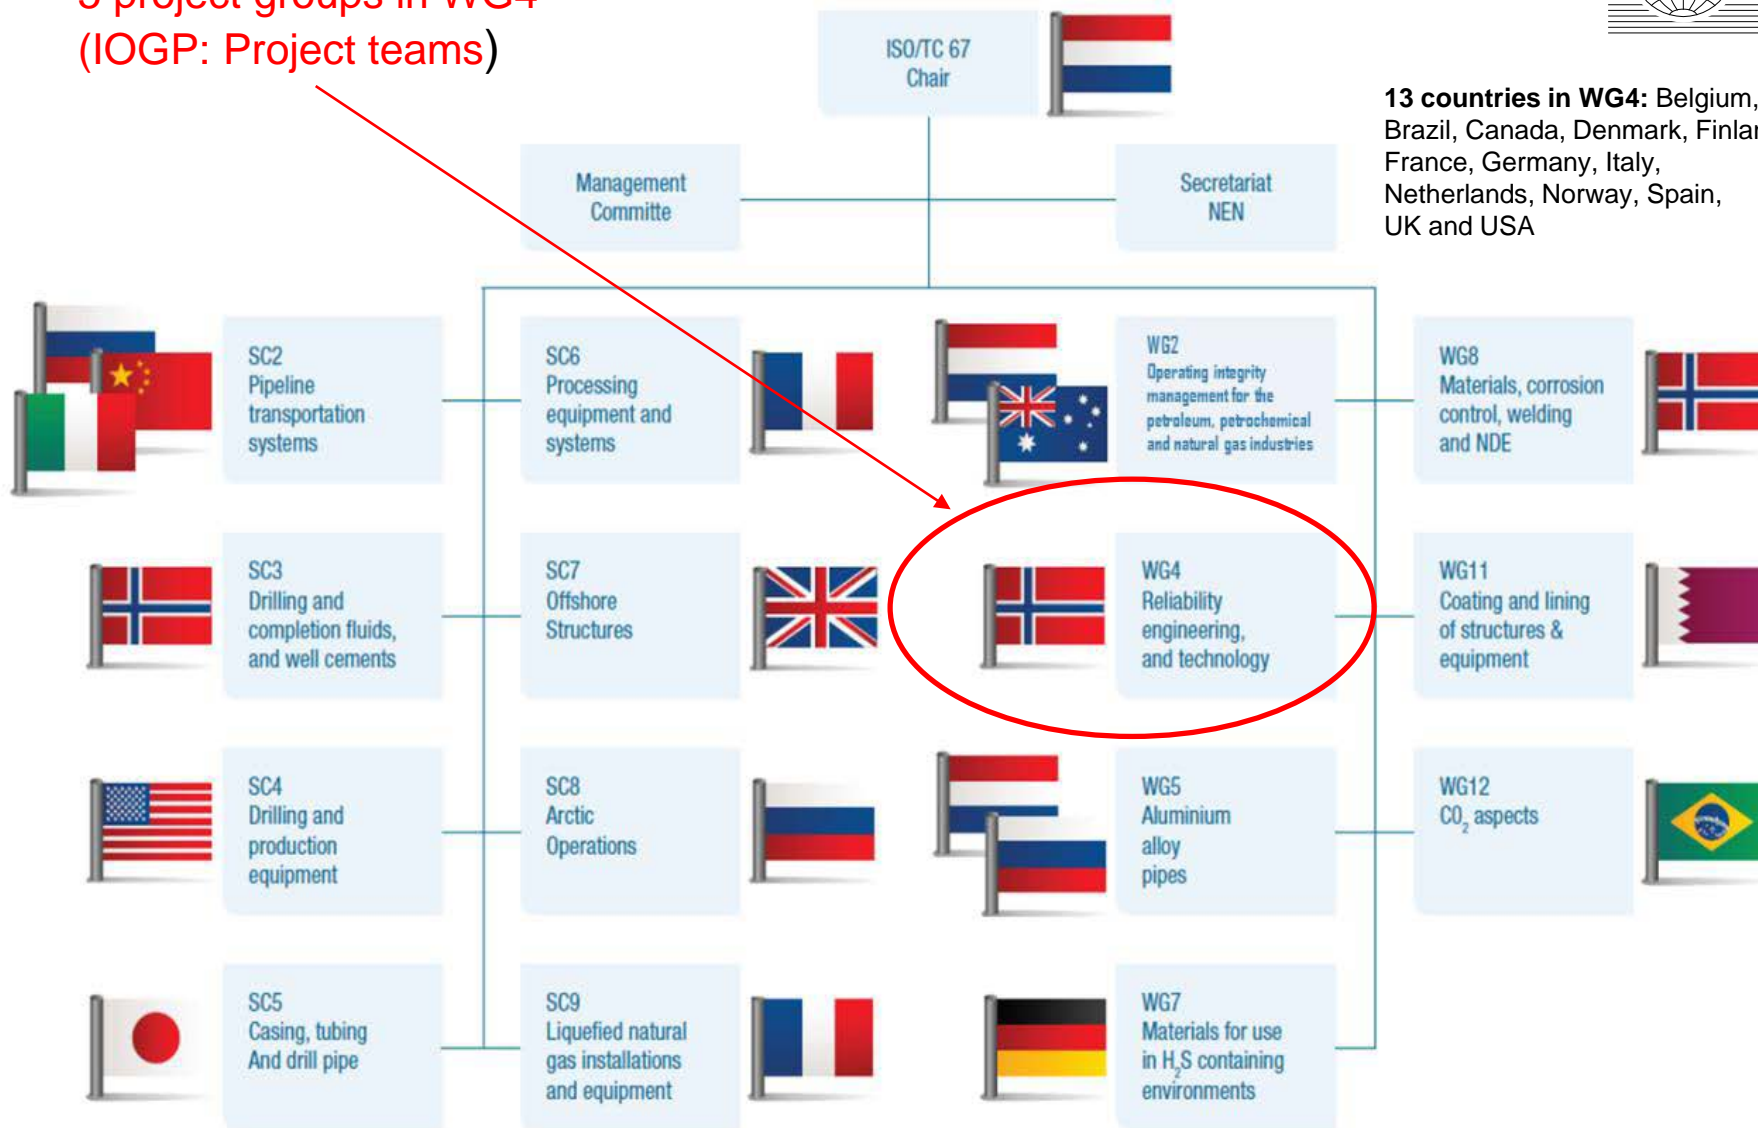 project groups in WG4
(IOGP: Project teams)
ISO/TC 67
Chair
13 countries in WG4: Belgium,
Brazil, Canada, Denmark,
France, Germany, Italy,
Netherlands, Norway, Spain,
UK and USA
Management
Committe
Secretariat
NEN
SC2
Pipeline
transportation
systems
SC6
Processing
equipment and
systems
WG2
Operating integrity
management for the
petroleum, petrochemical
and natural gas industries
WG8
Materials, corrosion
control, welding
and NDE
SC3
Drilling and
completion fluids,
and well cements
SC7
Offshore
Structures
WG4
Reliability
engineering,
and technology
WG11
Coating and lining
of structures &
equipment
SC4
Drilling and
production
equipment
SC8
Arctic
Operations
WG5
Aluminium
alloy
pipes
WG12
CO₂ aspects
SC5
Casing, tubing
And drill pipe
SC9
Liquefied natural
gas installations
and equipment
WG7
Materials for use
in H₂S containing
environments